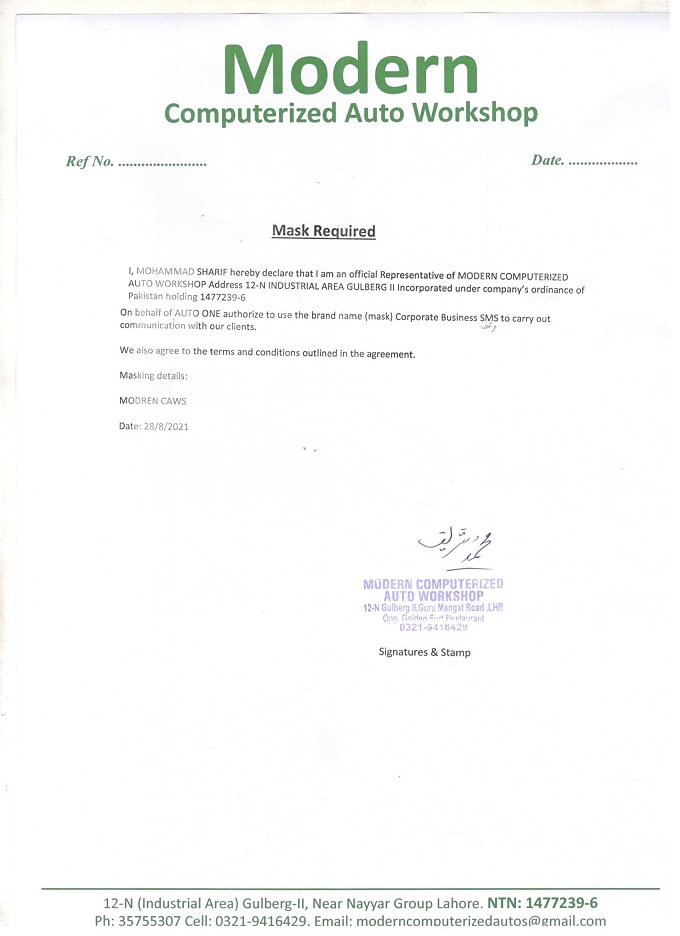 Modern
Computerized Auto Workshop
Ref No. .......................
Date. ..................
Mask Required
I, MOHAMMAD SHARIF hereby declare that I am an official Representative of MODERN COMPUTERIZED
AUTO WORKSHOP Address 12-N INDUSTRIAL AREA GULBERG II Incorporated under company's ordinance of
Pakistan holding 1477239-6
On behalf of AUTO ONE authorize to use the brand name (mask) Corporate Business SMS to carry out
communication with our clients.
We also agree to the terms and conditions outlined in the agreement.
Masking details:
MODREN CAWS
Date: 28/8/2021
محمد شریف
MODERN COMPUTERIZED
AUTO WORKSHOP
12-N Gulberg II,Guru Mangat Road ,LHR
Opp. Golden
0321-9416429
Signatures & Stamp
12-N (Industrial Area) Gulberg-II, Near Nayyar Group Lahore. NTN: 1477239-6
Ph: 35755307 Cell: 0321-9416429. Email: moderncomputerizedautos@gmail.com